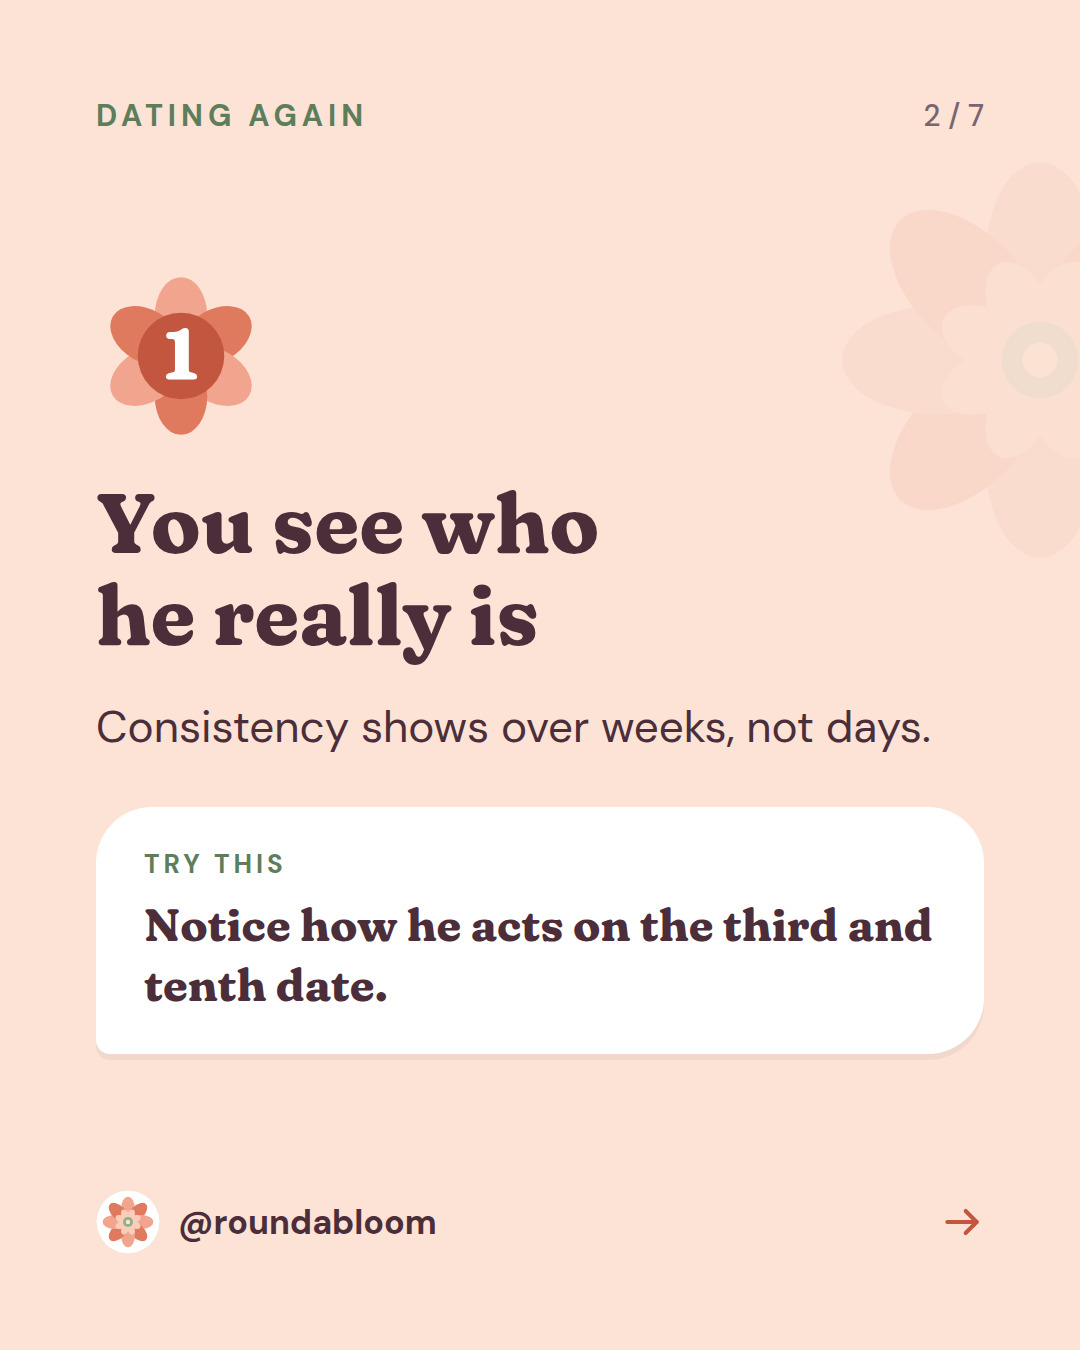 DATING AGAIN
2 / 7
1
You see who
he really is
Consistency shows over weeks, not days.
TRY THIS
Notice how he acts on the third and
tenth date.
@roundabloom